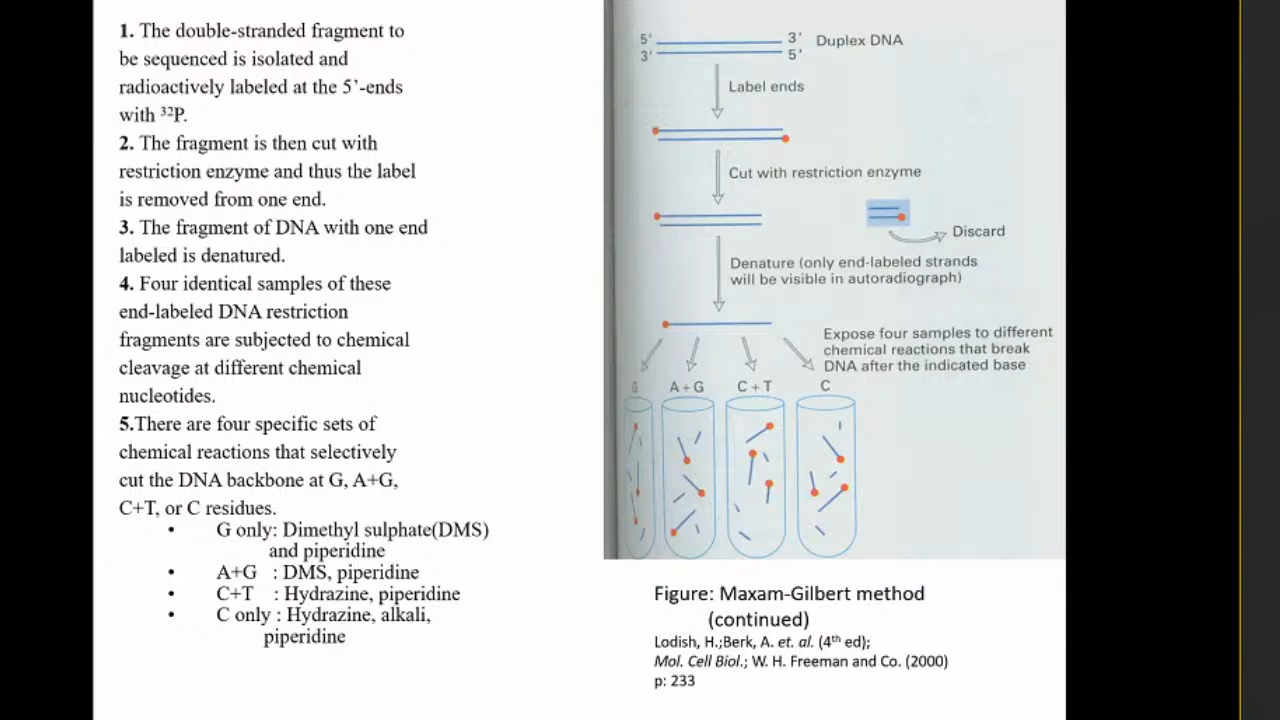 1. The double-stranded fragment to
be sequenced is isolated and
radioactively labeled at the 5’-ends
with ³²P.
2. The fragment is then cut with
restriction enzyme and thus the label
is removed from one end.
3. The fragment of DNA with one end
labeled is denatured.
4. Four identical samples of these
end-labeled DNA restriction
fragments are subjected to chemical
cleavage at different chemical
nucleotides.
5.There are four specific sets of
chemical reactions that selectively
cut the DNA backbone at G, A+G,
C+T, or C residues.
• G only: Dimethyl sulphate(DMS)
and piperidine
• A+G : DMS, piperidine
• C+T : Hydrazine, piperidine
• C only : Hydrazine, alkali,
piperidine
5' 3' Duplex DNA
3' 5'
Label ends
Cut with restriction enzyme
Discard
Denature (only end-labeled strands
will be visible in autoradiograph)
Expose four samples to different
chemical reactions that break
DNA after the indicated base
G A+G C+T C
Figure: Maxam-Gilbert method
(continued)
Lodish, H.;Berk, A. et. al. (4th ed);
Mol. Cell Biol.; W. H. Freeman and Co. (2000)
p: 233